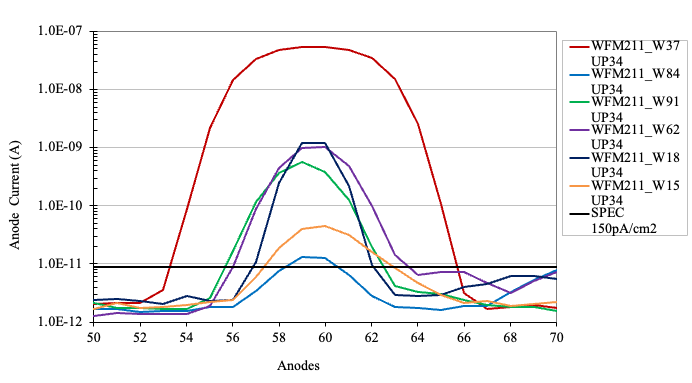 1.0E-07
1.0E-08
1.0E-09
1.0E-10
1.0E-11
1.0E-12
Anode Current (A)
50 52 54 56 58 60 62 64 66 68 70
Anodes
WFM211_W37
UP34
WFM211_W84
UP34
WFM211_W91
UP34
WFM211_W62
UP34
WFM211_W18
UP34
WFM211_W15
UP34
SPEC
150pA/cm2